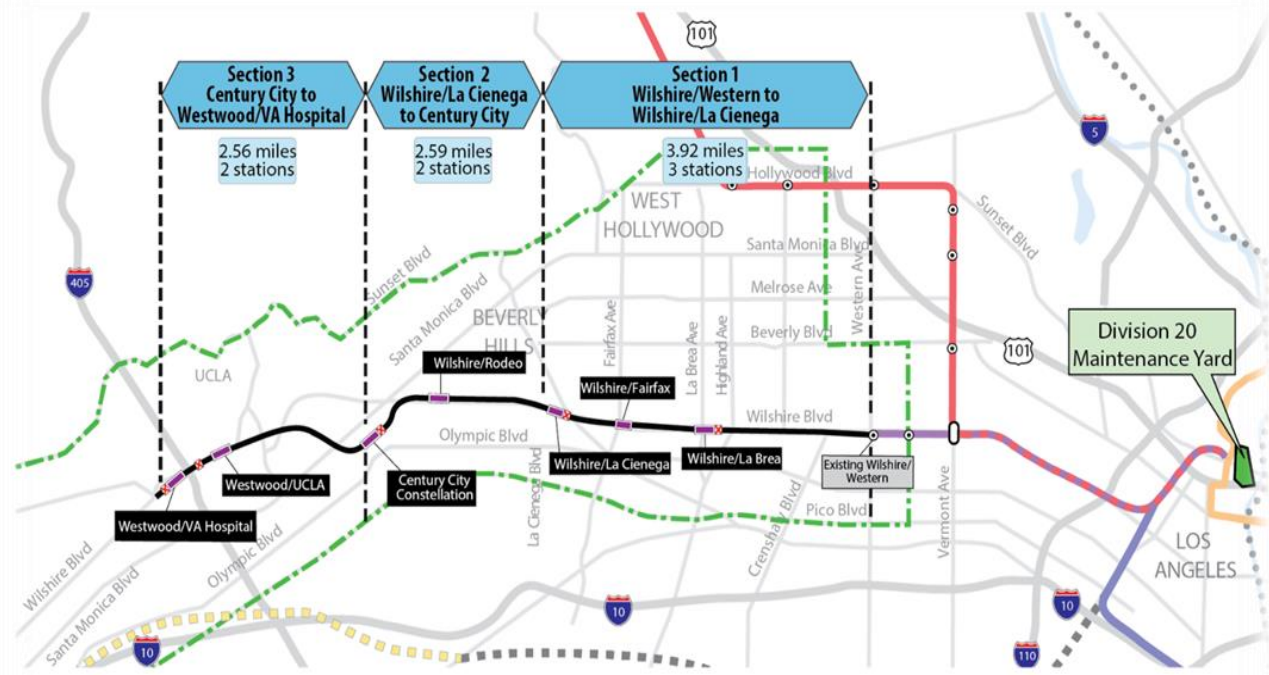 101
Section 3
Century City to
Westwood/VA Hospital
Section 2
Wilshire/La Cienega
to Century City
Section 1
Wilshire/Western to
Wilshire/La Cienega
5
2.56 miles
2 stations
2.59 miles
2 stations
3.92 miles
3 stations
Hollywood Blvd
WEST
HOLLYWOOD
Sunset Blvd
Santa Monica Blvd
405
Sunset Blvd
Santa Monica Blvd
Melrose Ave
Western Ave
BEVERLY
HILLS
Fairfax Ave
La Brea Ave
Highland Ave
Beverly Blvd
101
Division 20
Maintenance Yard
UCLA
Wilshire/Rodeo
Wilshire/Fairfax
Wilshire Blvd
Olympic Blvd
Wilshire/La Cienega
Wilshire/La Brea
Existing Wilshire/
Western
Westwood/UCLA
Century City
Constellation
La Cienega Blvd
Crenshaw Blvd
Pico Blvd
Vermont Ave
Westwood/VA Hospital
Wilshire Blvd
Santa Monica Blvd
Olympic Blvd
LOS
ANGELES
10
10
10
110